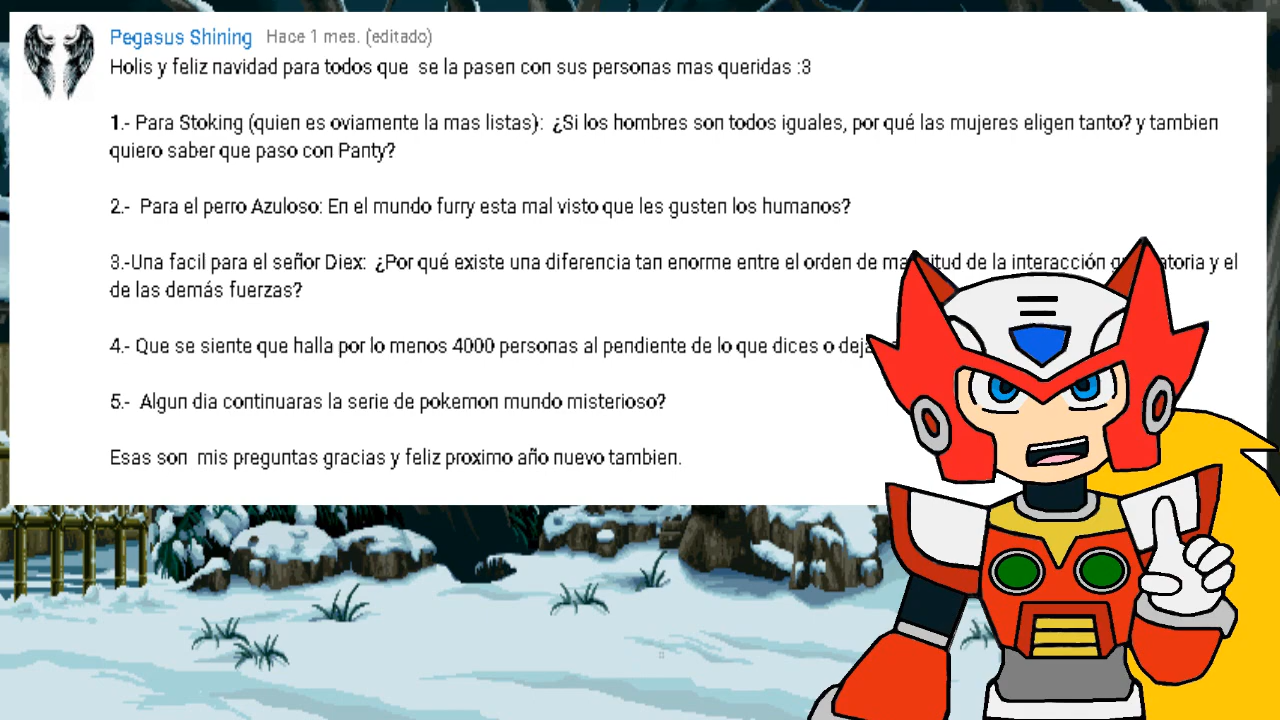 Pegasus Shining Hace 1 mes. (editado)
Holis y feliz navidad para todos que se la pasen con sus personas mas queridas :3
1.- Para Stoking (quien es oviamente la mas listas): ¿Si los hombres son todos iguales, por qué las mujeres eligen tanto? y tambien
quiero saber que paso con Panty?
2.- Para el perro Azuloso: En el mundo furry esta mal visto que les gusten los humanos?
3.-Una facil para el señor Diex: ¿Por qué existe una diferencia tan enorme entre el orden de de la interacción y el
de las demás fuerzas?
4.- Que se siente que halla por lo menos 4000 personas al pendiente de lo que dices o
5.- Algun dia continuaras la serie de pokemon mundo misterioso?
Esas son mis preguntas gracias y feliz proximo año nuevo tambien.